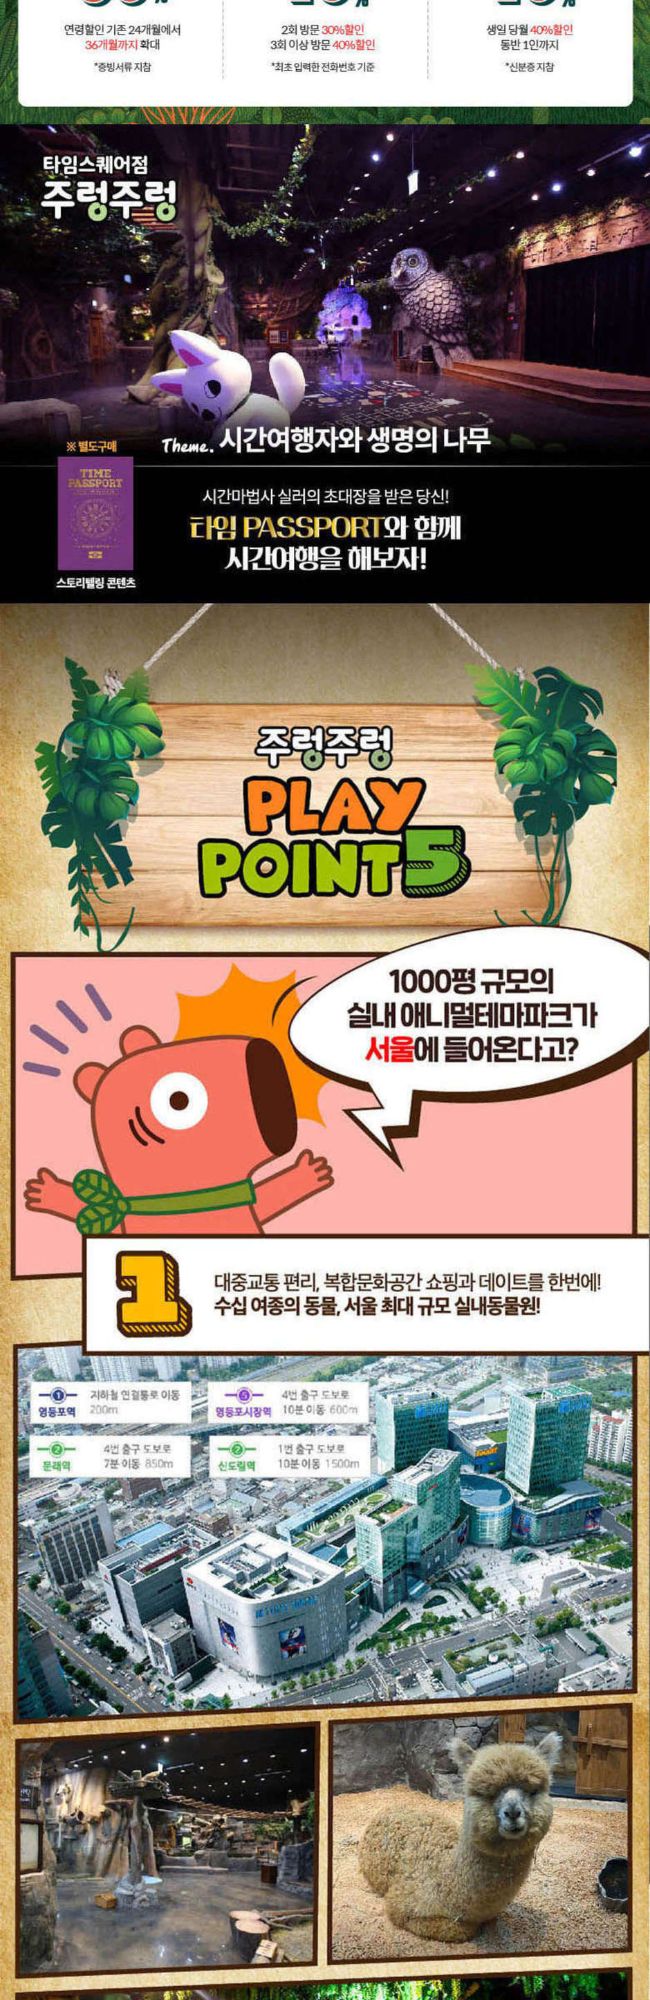 연령할인 기존 24개월에서
36개월까지 확대
*증빙서류 지참
2회 방문 30%할인
3회 이상 방문 40%할인
*최초 입력한 전화번호 기준
생일 당월 40%할인
동반 1인까지
*신분증 지참
타임스퀘어점
주렁주렁
Theme. 시간여행자와 생명의 나무
※ 별도구매
TIME
PASSPORT
스토리텔링 콘텐츠
시간마법사 실러의 초대장을 받은 당신!
타임 PASSPORT와 함께
시간여행을 해보자!
주렁주렁
PLAY
POINT 5
1000평 규모의
실내 애니멀테마파크가
서울에 들어온다고?
1
대중교통 편리, 복합문화공간 쇼핑과 데이트를 한번에!
수십 여종의 동물, 서울 최대 규모 실내동물원!
1 영등포역 지하철 연결통로 이동
200m
5 영등포시장역 4번 출구 도보로
10분 이동 600m
2 문래역 4번 출구 도보로
7분 이동 850m
2 신도림역 1번 출구 도보로
10분 이동 1500m